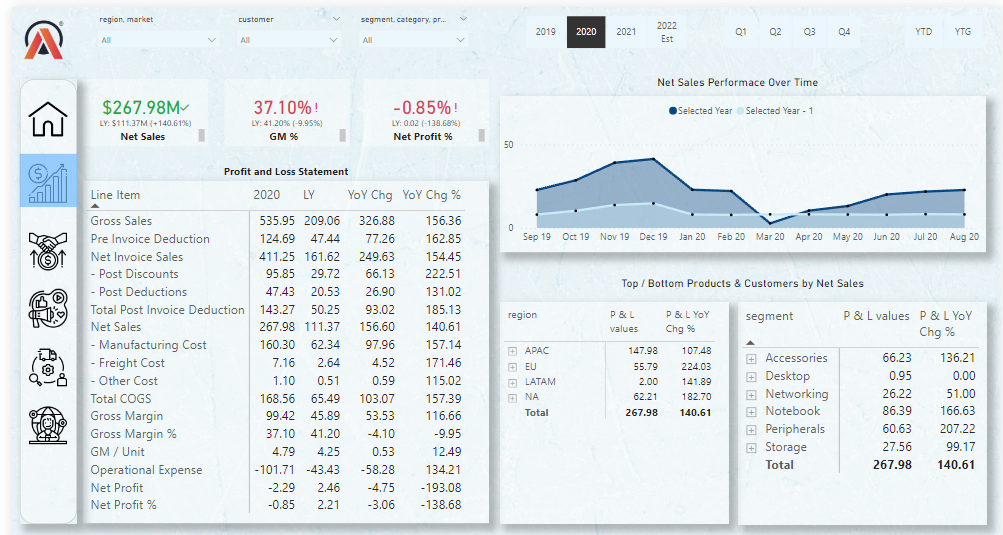 region, market
customer
segment, category, pr...
All
All
All
2019
2020
2021
2022
Est
Q1
Q2
Q3
Q4
YTD
YTG
$267.98M
LY: $111.37M (+140.61%)
Net Sales
37.10%!
LY: 41.20% (-9.95%)
GM %
-0.85%!
LY: 0.02 (-138.68%)
Net Profit %
Net Sales Performace Over Time
Selected Year Selected Year - 1
50
0
Sep 19 Oct 19 Nov 19 Dec 19 Jan 20 Feb 20 Mar 20 Apr 20 May 20 Jun 20 Jul 20 Aug 20
Profit and Loss Statement
Line Item 2020 LY YoY Chg YoY Chg %
Gross Sales 535.95 209.06 326.88 156.36
Pre Invoice Deduction 124.69 47.44 77.26 162.85
Net Invoice Sales 411.25 161.62 249.63 154.45
- Post Discounts 95.85 29.72 66.13 222.51
- Post Deductions 47.43 20.53 26.90 131.02
Total Post Invoice Deduction 143.27 50.25 93.02 185.13
Net Sales 267.98 111.37 156.60 140.61
- Manufacturing Cost 160.30 62.34 97.96 157.14
- Freight Cost 7.16 2.64 4.52 171.46
- Other Cost 1.10 0.51 0.59 115.02
Total COGS 168.56 65.49 103.07 157.39
Gross Margin 99.42 45.89 53.53 116.66
Gross Margin % 37.10 41.20 -4.10 -9.95
GM / Unit 4.79 4.25 0.53 12.49
Operational Expense -101.71 -43.43 -58.28 134.21
Net Profit -2.29 2.46 -4.75 -193.08
Net Profit % -0.85 2.21 -3.06 -138.68
Top / Bottom Products & Customers by Net Sales
region P & L values P & L YoY Chg %
APAC 147.98 107.48
EU 55.79 224.03
LATAM 2.00 141.89
NA 62.21 182.70
Total 267.98 140.61
segment P & L values P & L YoY Chg %
Accessories 66.23 136.21
Desktop 0.95 0.00
Networking 26.22 51.00
Notebook 86.39 166.63
Peripherals 60.63 207.22
Storage 27.56 99.17
Total 267.98 140.61